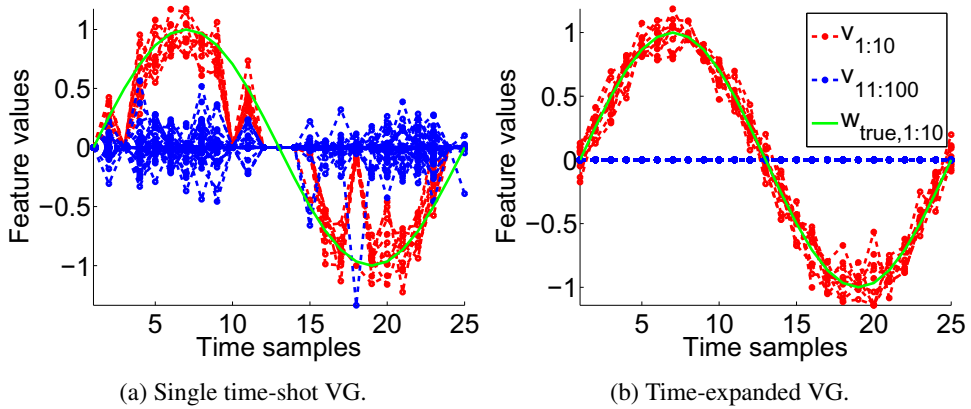 1
0.5
0
−0.5
−1
Feature values
5
10
15
20
25
Time samples
(a) Single time-shot VG.
1
0.5
0
−0.5
−1
Feature values
5
10
15
20
25
Time samples
v1:10
v11:100
wtrue,1:10
(b) Time-expanded VG.